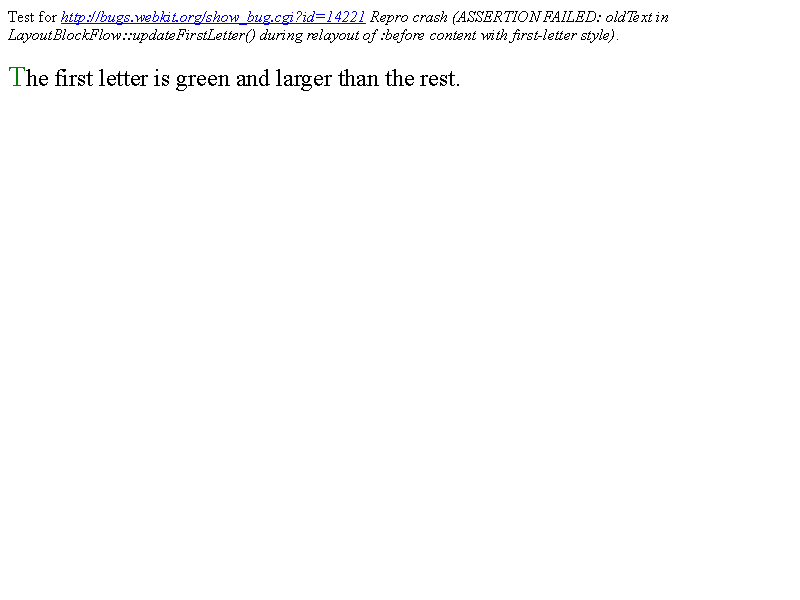 Test for http://bugs.webkit.org/show_bug.cgi?id=14221 Repro crash (ASSERTION FAILED: oldText in
LayoutBlockFlow::updateFirstLetter() during relayout of :before content with first-letter style).
The first letter is green and larger than the rest.